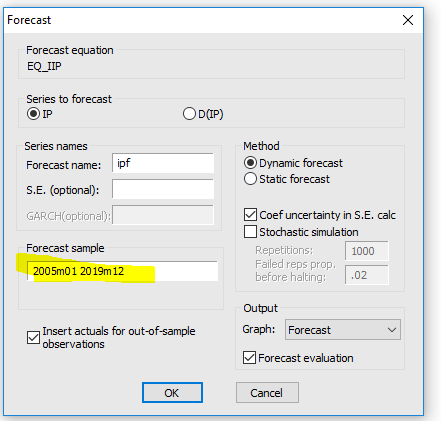 Forecast
Forecast equation
EQ_IIP
Series to forecast
IP
D(IP)
Series names
Forecast name: ipf
S.E. (optional):
GARCH(optional):
Forecast sample
2005m01 2019m12
Insert actuals for out-of-sample
observations
Method
Dynamic forecast
Static forecast
Coef uncertainty in S.E. calc
Stochastic simulation
Repetitions: 1000
Failed reps prop.
before halting: .02
Output
Graph: Forecast
Forecast evaluation
OK
Cancel